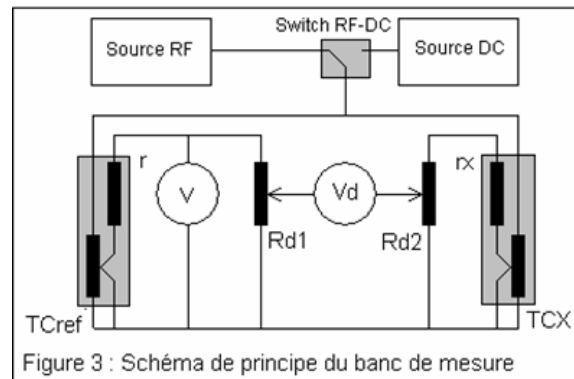 Switch RF-DC
Source RF
Source DC
r
V
Rd1
Vd
Rd2
rx
TCref
TCX
Figure 3 : Schéma de principe du banc de mesure